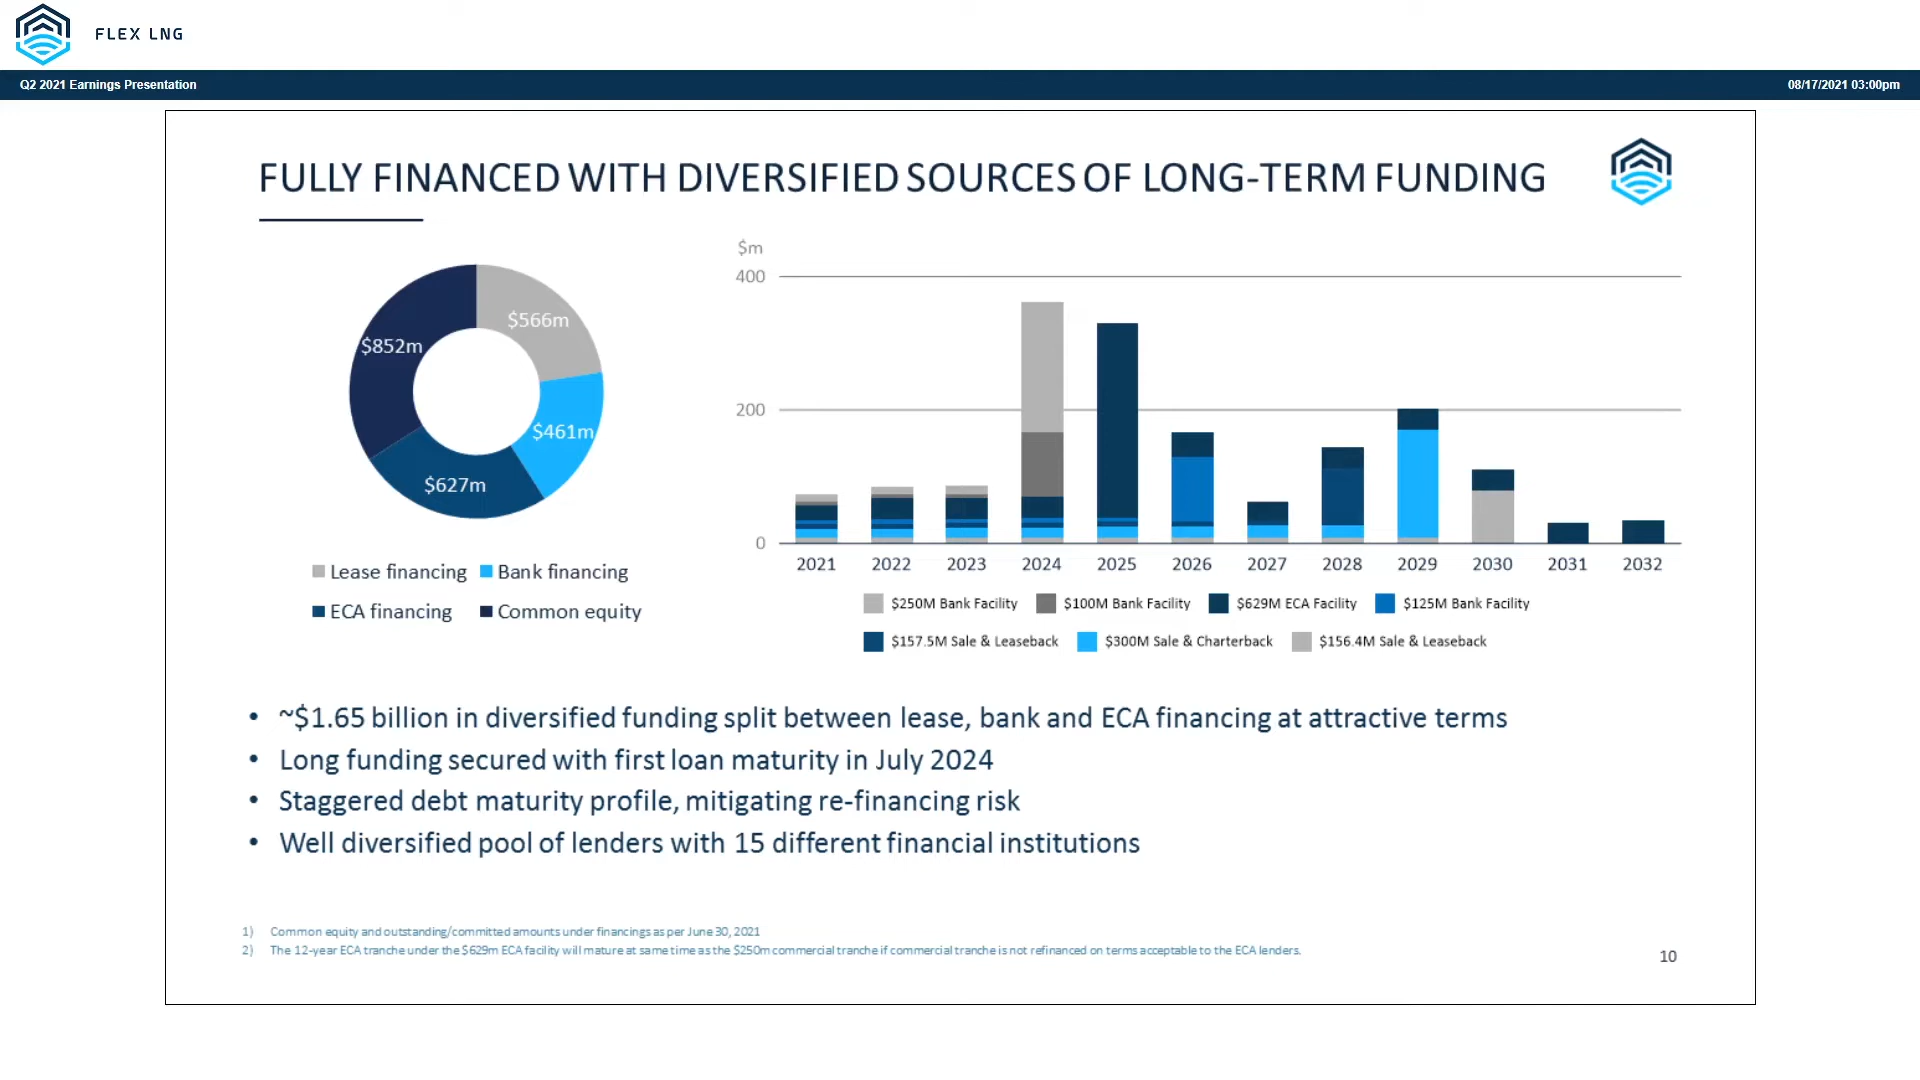 FLEX LNG
Q2 2021 Earnings Presentation
08/17/2021 03:00pm
FULLY FINANCED WITH DIVERSIFIED SOURCES OF LONG-TERM FUNDING
$566m
$852m
$461m
$627m
Lease financing Bank financing
ECA financing Common equity
$m
400
200
0
2021 2022 2023 2024 2025 2026 2027 2028 2029 2030 2031 2032
$250M Bank Facility $100M Bank Facility $629M ECA Facility $125M Bank Facility
$157.5M Sale & Leaseback $300M Sale & Charterback $156.4M Sale & Leaseback
• ~$1.65 billion in diversified funding split between lease, bank and ECA financing at attractive terms
• Long funding secured with first loan maturity in July 2024
• Staggered debt maturity profile, mitigating re-financing risk
• Well diversified pool of lenders with 15 different financial institutions
1) Common equity and outstanding/committed amounts under financings as per June 30, 2021
2) The 12-year ECA tranche under the $629m ECA facility will mature at same time as the $250m commercial tranche if commercial tranche is not refinanced on terms acceptable to the ECA lenders.
10